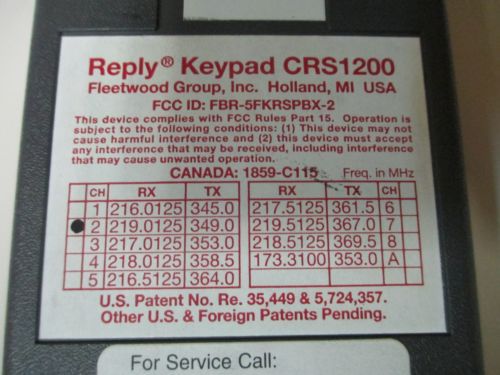 Reply® Keypad CRS1200
Fleetwood Group, Inc. Holland, MI USA
FCC ID: FBR-5FKRSPBX-2
This device complies with FCC Rules Part 15. Operation is
subject to the following conditions: (1) This device may not
cause harmful interference and (2) this device must accept
any interference that may be received, including interference
that may cause unwanted operation.
CANADA: 1859-C115 Freq. in MHz
CH RX TX RX TX CH
1 216.0125 345.0 217.5125 361.5 6
2 219.0125 349.0 219.5125 367.0 7
3 217.0125 353.0 218.5125 369.5 8
4 218.0125 358.5 173.3100 353.0 A
5 216.5125 364.0
U.S. Patent No. Re. 35,449 & 5,724,357.
Other U.S. & Foreign Patents Pending.
For Service Call: